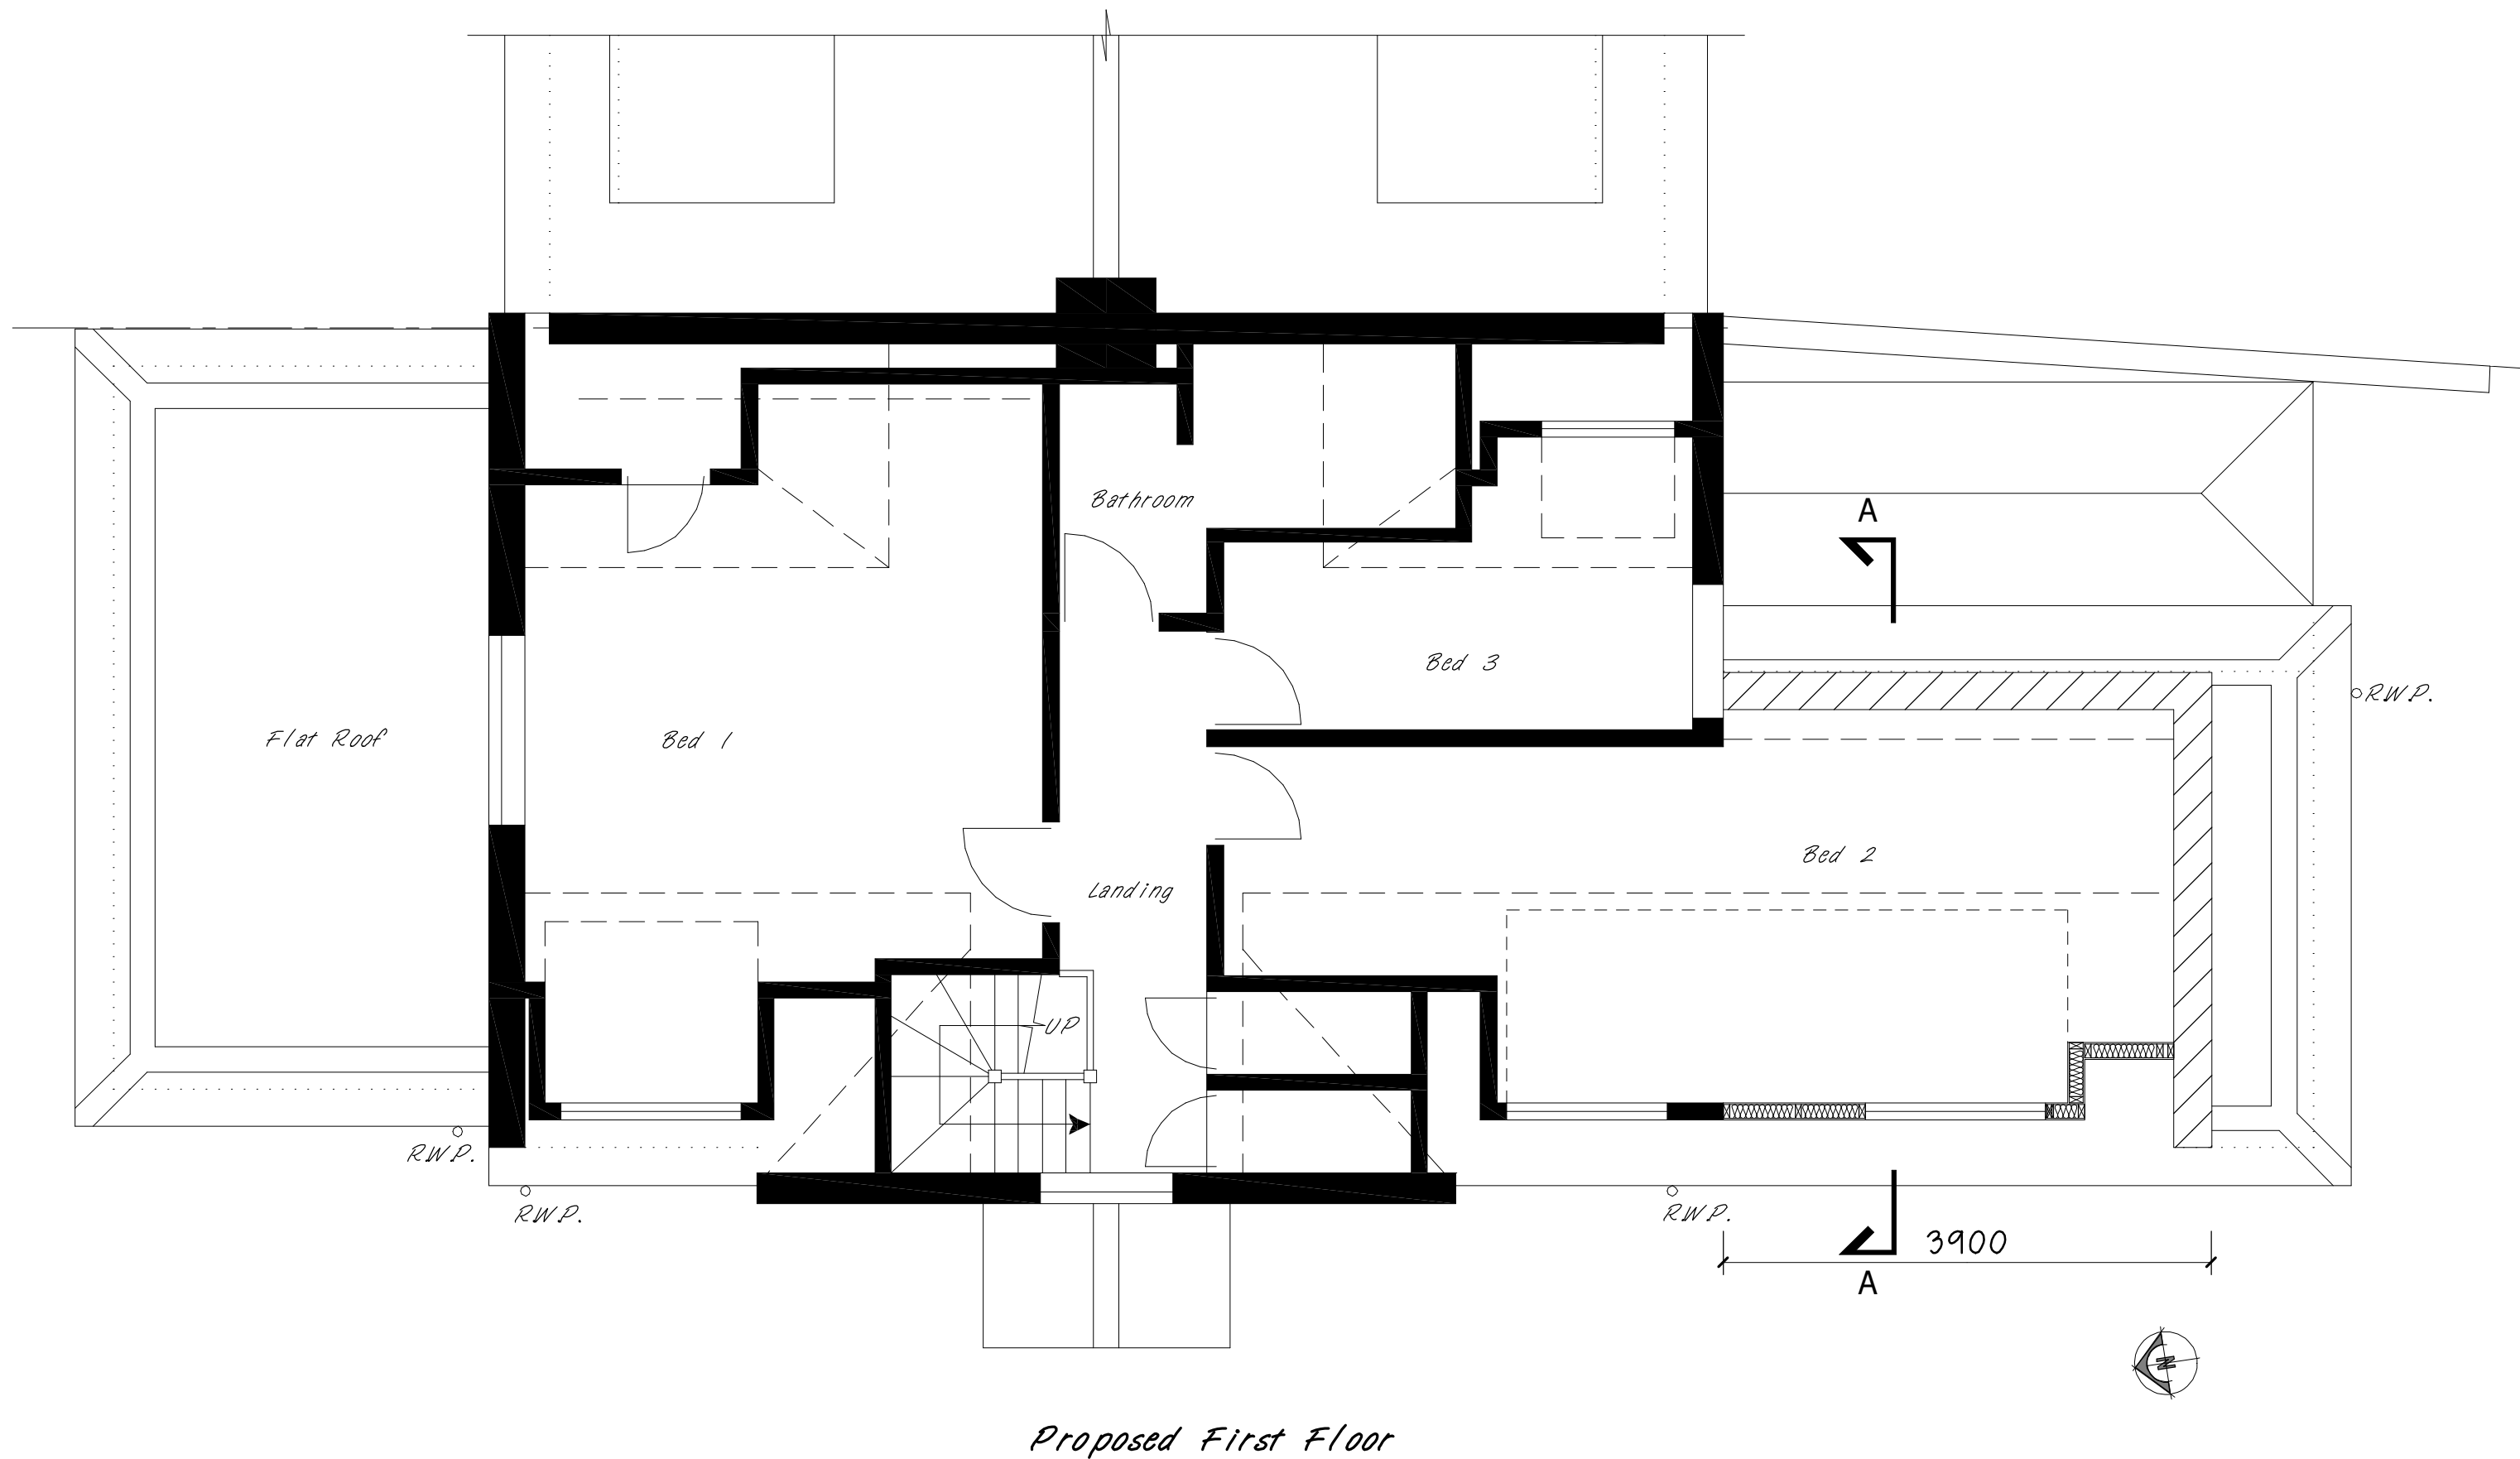 A
Bathroom
Bed 3
R.W.P.
Flat Roof
Bed 1
Bed 2
Landing
UP
R.W.P.
R.W.P.
R.W.P.
3900
A
N
Proposed First Floor